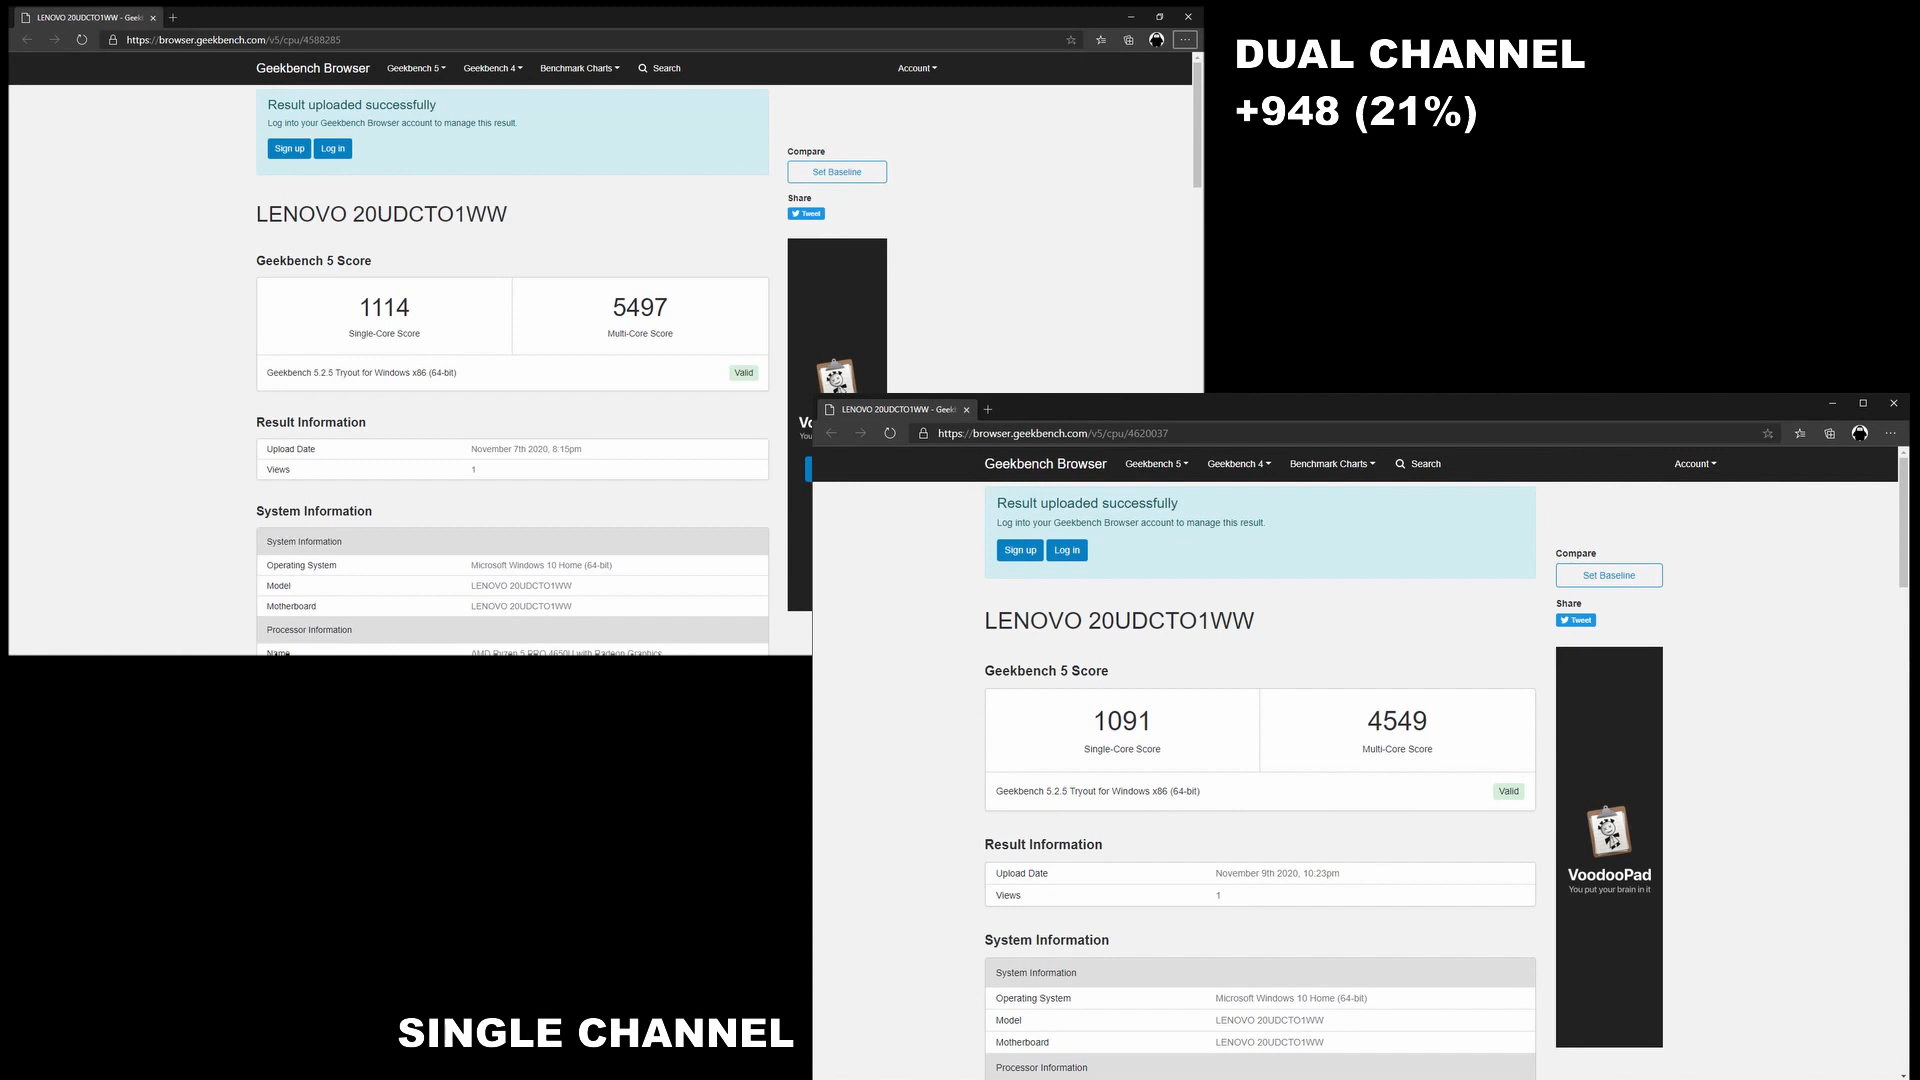 LENOVO 20UDCTO1WW - Geek
https://browser.geekbench.com/v5/cpu/4588285
Geekbench Browser Geekbench 5 Geekbench 4 Benchmark Charts Search Account
Result uploaded successfully
Log into your Geekbench Browser account to manage this result.
Sign up Log in
Compare
Set Baseline
Share
Tweet
LENOVO 20UDCTO1WW
Geekbench 5 Score
1114 5497
Single-Core Score Multi-Core Score
Geekbench 5.2.5 Tryout for Windows x86 (64-bit) Valid
Result Information
Upload Date November 7th 2020, 8:15pm
Views 1
System Information
System Information
Operating System Microsoft Windows 10 Home (64-bit)
Model LENOVO 20UDCTO1WW
Motherboard LENOVO 20UDCTO1WW
Processor Information
Name AMD Ryzen 5 PRO 4650U with Radeon Graphics
DUAL CHANNEL
+948 (21%)
LENOVO 20UDCTO1WW - Geek
https://browser.geekbench.com/v5/cpu/4620037
Geekbench Browser Geekbench 5 Geekbench 4 Benchmark Charts Search Account
Result uploaded successfully
Log into your Geekbench Browser account to manage this result.
Sign up Log in
Compare
Set Baseline
Share
Tweet
LENOVO 20UDCTO1WW
Geekbench 5 Score
1091 4549
Single-Core Score Multi-Core Score
Geekbench 5.2.5 Tryout for Windows x86 (64-bit) Valid
VoodooPad
You put your brain in it
Result Information
Upload Date November 9th 2020, 10:23pm
Views 1
System Information
System Information
Operating System Microsoft Windows 10 Home (64-bit)
Model LENOVO 20UDCTO1WW
Motherboard LENOVO 20UDCTO1WW
Processor Information
SINGLE CHANNEL